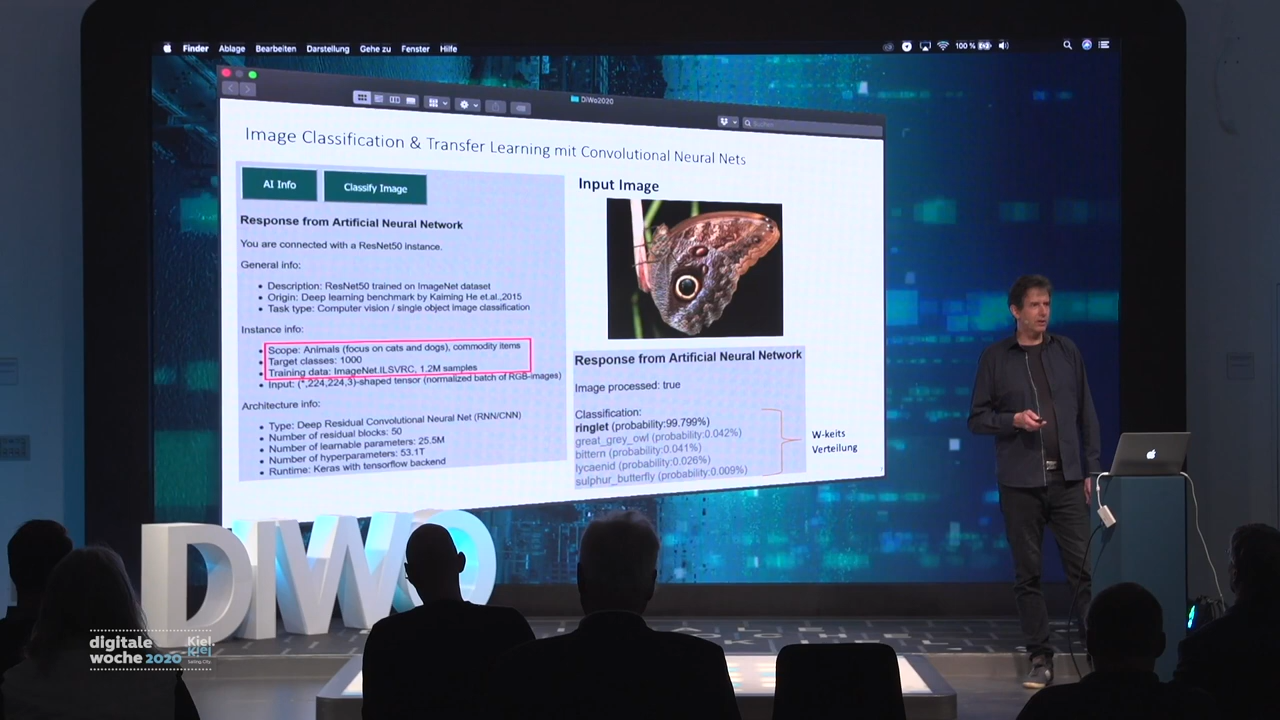 Finder Ablage Bearbeiten Darstellung Gehe zu Fenster Hilfe
100 %
DiWo2020
Image Classification & Transfer Learning mit Convolutional Neural Nets
AI Info
Classify Image
Response from Artificial Neural Network
You are connected with a ResNet50 instance.
General info:
• Description: ResNet50 trained on ImageNet dataset
• Origin: Deep learning benchmark by Kaiming He et.al.,2015
• Task type: Computer vision / single object image classification
Instance info:
• Scope: Animals (focus on cats and dogs), commodity items
• Target classes: 1000
• Training data: ImageNet.ILSVRC, 1.2M samples
• Input: (*,224,224,3)-shaped tensor (normalized batch of RGB-images)
Architecture info:
• Type: Deep Residual Convolutional Neural Net (RNN/CNN)
• Number of residual blocks: 50
• Number of learnable parameters: 25.5M
• Number of hyperparameters: 53.1T
• Runtime: Keras with tensorflow backend
Input Image
Response from Artificial Neural Network
Image processed: true
Classification:
ringlet (probability:99.799%)
great_grey_owl (probability:0.042%)
bittern (probability:0.041%)
lycaenid (probability:0.026%)
sulphur_butterfly (probability:0.009%)
W-keits
Verteilung
DIWO
digitale
woche 2020
Kiel
Sailing.City